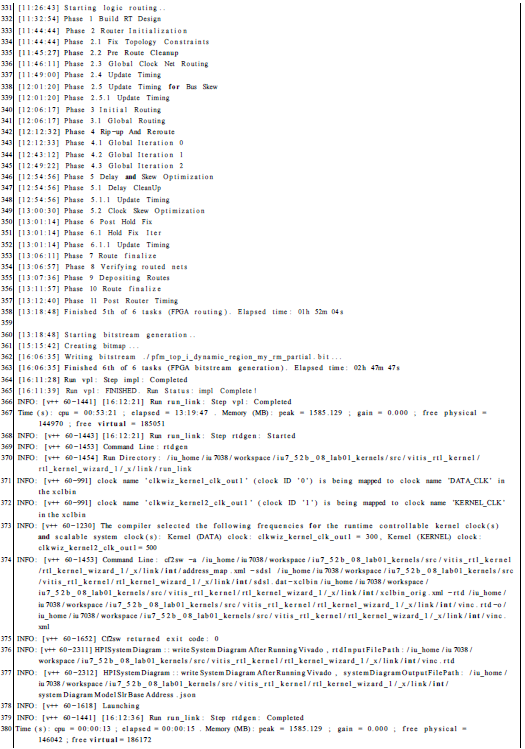 331 [11:26:43] Starting logic routing..
332 [11:32:54] Phase 1 Build RT Design
333 [11:44:44] Phase 2 Router Initialization
334 [11:44:44] Phase 2.1 Fix Topology Constraints
335 [11:45:27] Phase 2.2 Pre Route Cleanup
336 [11:46:11] Phase 2.3 Global Clock Net Routing
337 [11:49:00] Phase 2.4 Update Timing
338 [12:01:20] Phase 2.5 Update Timing for Bus Skew
339 [12:01:20] Phase 2.5.1 Update Timing
340 [12:06:17] Phase 3 Initial Routing
341 [12:06:17] Phase 3.1 Global Routing
342 [12:12:32] Phase 4 Rip-up And Reroute
343 [12:12:33] Phase 4.1 Global Iteration 0
344 [12:43:12] Phase 4.2 Global Iteration 1
345 [12:49:22] Phase 4.3 Global Iteration 2
346 [12:54:56] Phase 5 Delay and Skew Optimization
347 [12:54:56] Phase 5.1 Delay CleanUp
348 [12:54:56] Phase 5.1.1 Update Timing
349 [13:00:30] Phase 5.2 Clock Skew Optimization
350 [13:01:14] Phase 6 Post Hold Fix
351 [13:01:14] Phase 6.1 Hold Fix Iter
352 [13:01:14] Phase 6.1.1 Update Timing
353 [13:06:11] Phase 7 Route finalize
354 [13:06:57] Phase 8 Verifying routed nets
355 [13:07:36] Phase 9 Depositing Routes
356 [13:11:57] Phase 10 Route finalize
357 [13:12:40] Phase 11 Post Router Timing
358 [13:18:48] Finished 5th of 6 tasks (FPGA routing). Elapsed time: 01h 52m 04s
359
360 [13:18:48] Starting bitstream generation..
361 [15:15:42] Creating bitmap...
362 [16:06:35] Writing bitstream ./pfm_top_i_dynamic_region_my_rm_partial.bit...
363 [16:06:35] Finished 6th of 6 tasks (FPGA bitstream generation). Elapsed time: 02h 47m 47s
364 [16:11:28] Run vpl: Step impl: Completed
365 [16:11:39] Run vpl: FINISHED. Run Status: impl Complete!
366 INFO: [v++ 60-1441] [16:12:21] Run run_link: Step vpl: Completed
367 Time (s): cpu = 00:53:21 ; elapsed = 13:19:47 . Memory (MB): peak = 1585.129 ; gain = 0.000 ; free physical =
144970 ; free virtual = 185051
368 INFO: [v++ 60-1443] [16:12:21] Run run_link: Step rtdgen: Started
369 INFO: [v++ 60-1453] Command Line: rtdgen
370 INFO: [v++ 60-1454] Run Directory: /iu_home/iu7038/workspace/iu7_52b_08_lab01_kernels/src/vitis_rtl_kernel/
rtl_kernel_wizard_1/_x/link/run_link
371 INFO: [v++ 60-991] clock name 'clkwiz_kernel_clk_out1' (clock ID '0') is being mapped to clock name 'DATA_CLK' in
the xclbin
372 INFO: [v++ 60-991] clock name 'clkwiz_kernel2_clk_out1' (clock ID '1') is being mapped to clock name 'KERNEL_CLK'
in the xclbin
373 INFO: [v++ 60-1230] The compiler selected the following frequencies for the runtime controllable kernel clock(s)
and scalable system clock(s): Kernel (DATA) clock: clkwiz_kernel_clk_out1 = 300, Kernel (KERNEL) clock:
clkwiz_kernel2_clk_out1 = 500
374 INFO: [v++ 60-1453] Command Line: cf2sw -a /iu_home/iu7038/workspace/iu7_52b_08_lab01_kernels/src/vitis_rtl_kernel
/rtl_kernel_wizard_1/_x/link/int/address_map.xml -sdsl /iu_home/iu7038/workspace/iu7_52b_08_lab01_kernels/src
/vitis_rtl_kernel/rtl_kernel_wizard_1/_x/link/int/sdsl.dat -xclbin /iu_home/iu7038/workspace/
iu7_52b_08_lab01_kernels/src/vitis_rtl_kernel/rtl_kernel_wizard_1/_x/link/int/xclbin_orig.xml -rtd /iu_home/
iu7038/workspace/iu7_52b_08_lab01_kernels/src/vitis_rtl_kernel/rtl_kernel_wizard_1/_x/link/int/vinc.rtd -o /
iu_home/iu7038/workspace/iu7_52b_08_lab01_kernels/src/vitis_rtl_kernel/rtl_kernel_wizard_1/_x/link/int/vinc.
xml
375 INFO: [v++ 60-1652] Cf2sw returned exit code: 0
376 INFO: [v++ 60-2311] HPISystemDiagram::writeSystemDiagramAfterRunningVivado, rtdInputFilePath: /iu_home/iu7038/
workspace/iu7_52b_08_lab01_kernels/src/vitis_rtl_kernel/rtl_kernel_wizard_1/_x/link/int/vinc.rtd
377 INFO: [v++ 60-2312] HPISystemDiagram::writeSystemDiagramAfterRunningVivado, systemDiagramOutputFilePath: /iu_home/
iu7038/workspace/iu7_52b_08_lab01_kernels/src/vitis_rtl_kernel/rtl_kernel_wizard_1/_x/link/int/
systemDiagramModelSlrBaseAddress.json
378 INFO: [v++ 60-1618] Launching
379 INFO: [v++ 60-1441] [16:12:36] Run run_link: Step rtdgen: Completed
380 Time (s): cpu = 00:00:13 ; elapsed = 00:00:15 . Memory (MB): peak = 1585.129 ; gain = 0.000 ; free physical =
146042 ; free virtual = 186172